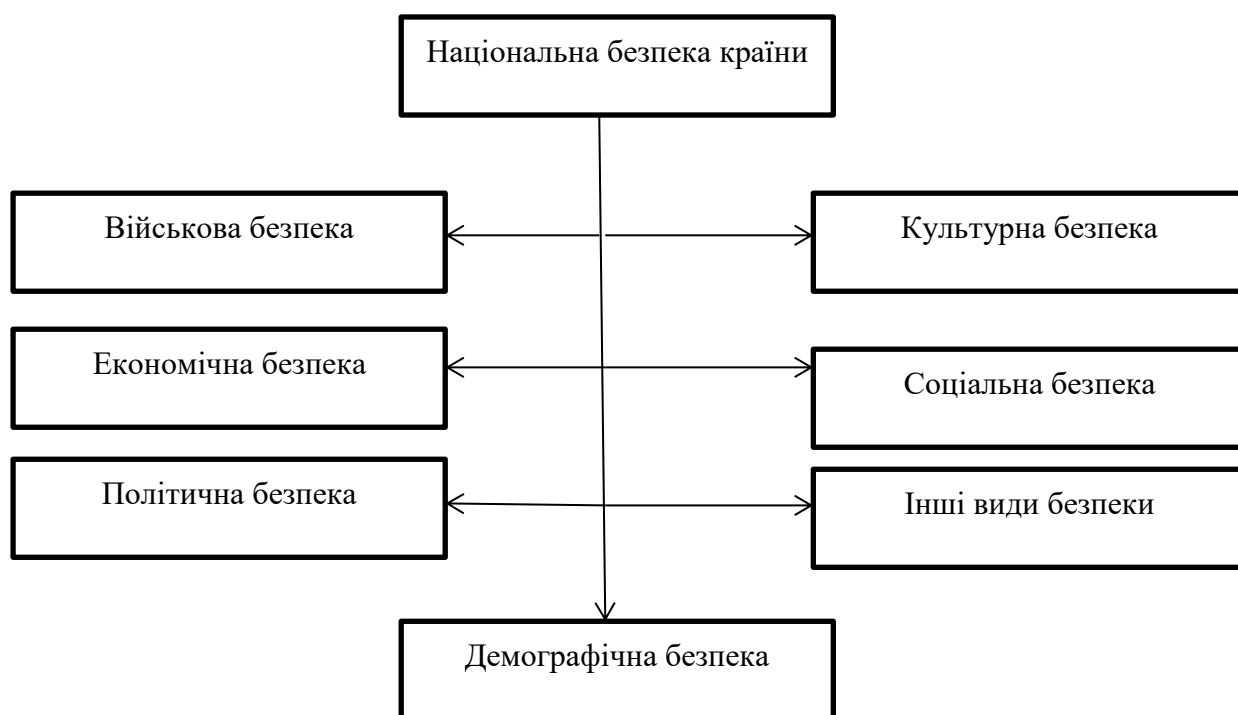 Національна безпека країни
Військова безпека
Культурна безпека
Економічна безпека
Соціальна безпека
Політична безпека
Інші види безпеки
Демографічна безпека